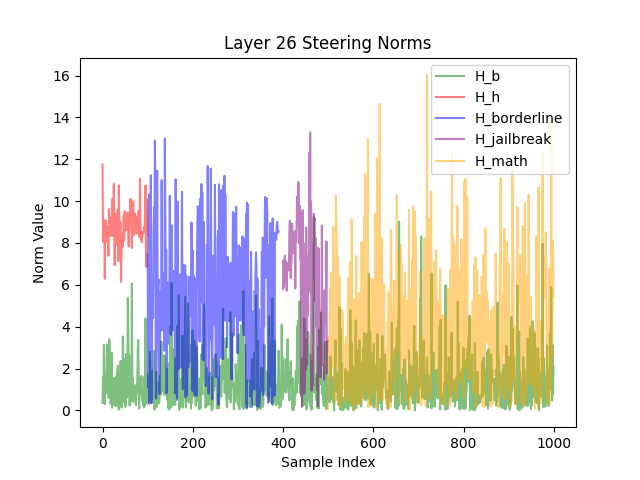 Layer 26 Steering Norms
H_b
H_h
H_borderline
H_jailbreak
H_math
Norm Value
16
14
12
10
8
6
4
2
0
0 200 400 600 800 1000
Sample Index